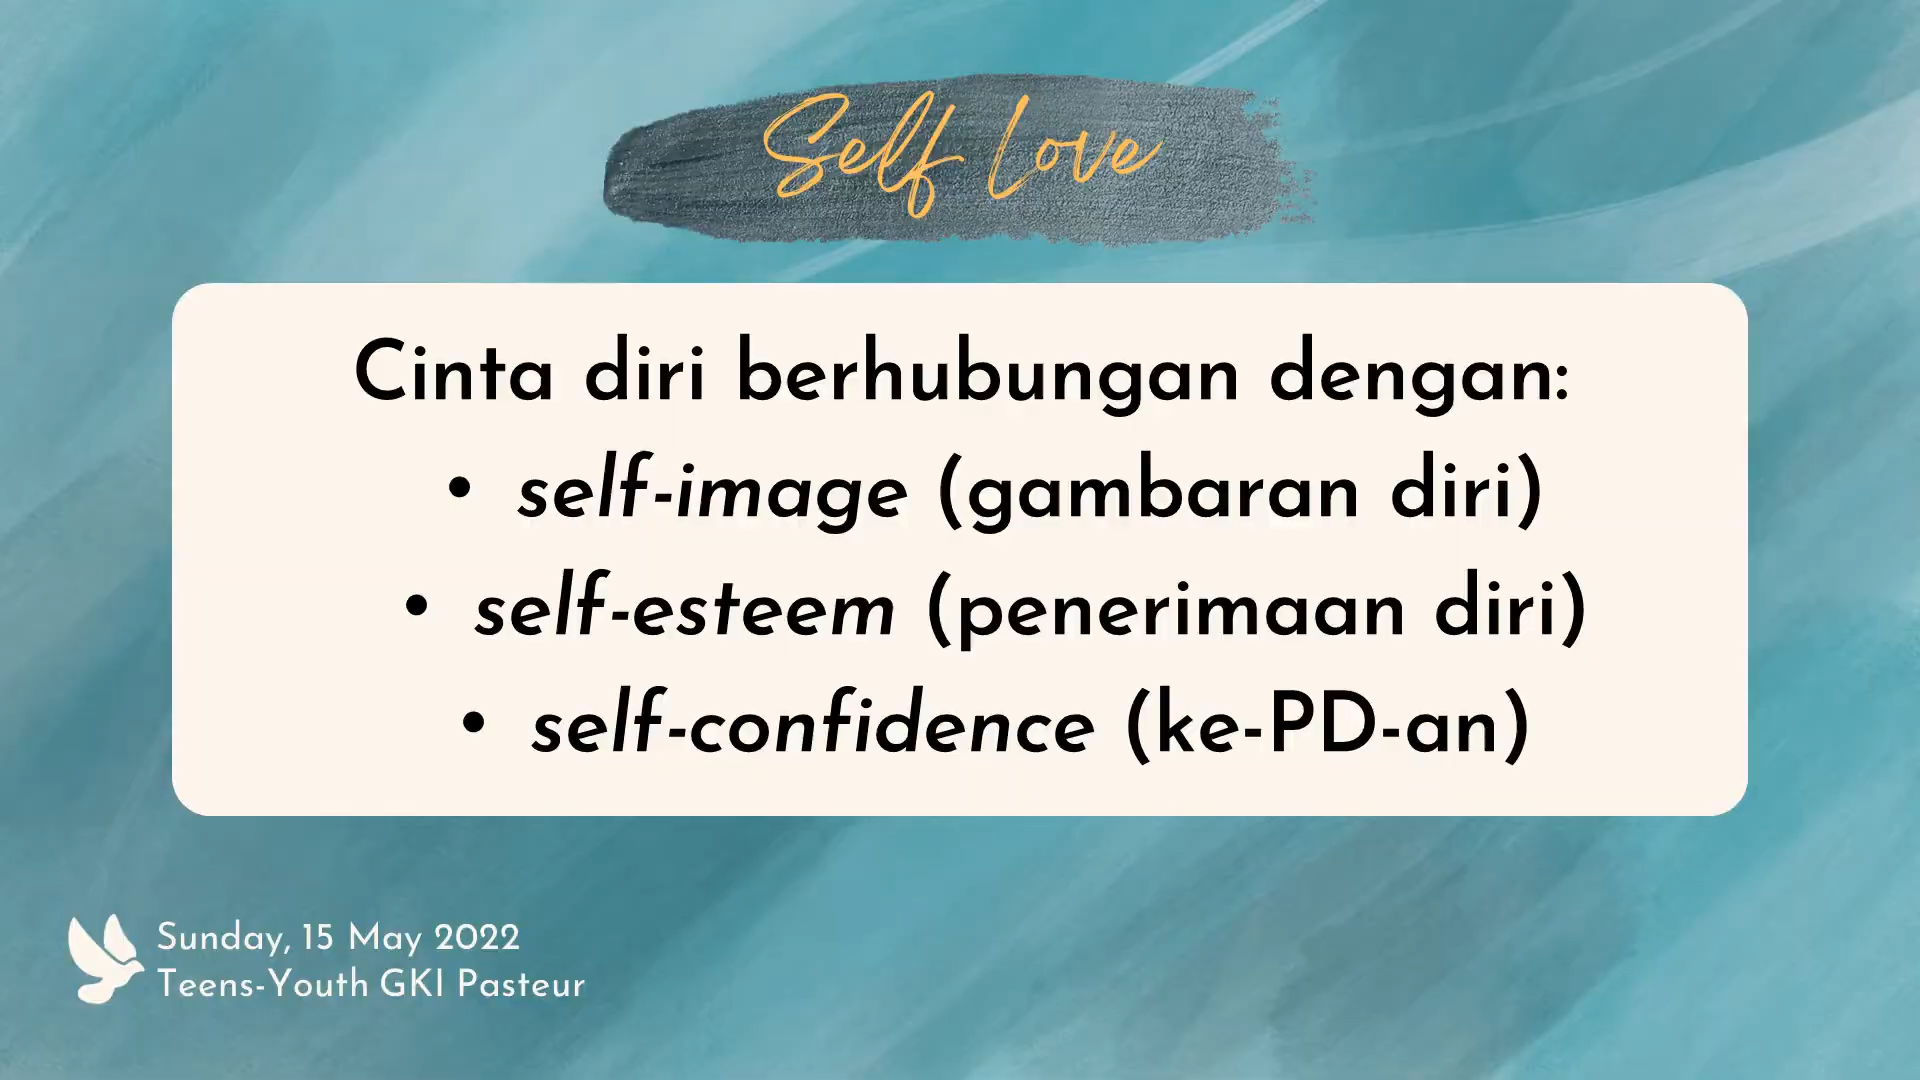 Self Love
Cinta diri berhubungan dengan:
• self-image (gambaran diri)
• self-esteem (penerimaan diri)
• self-confidence (ke-PD-an)
Sunday, 15 May 2022
Teens-Youth GKI Pasteur